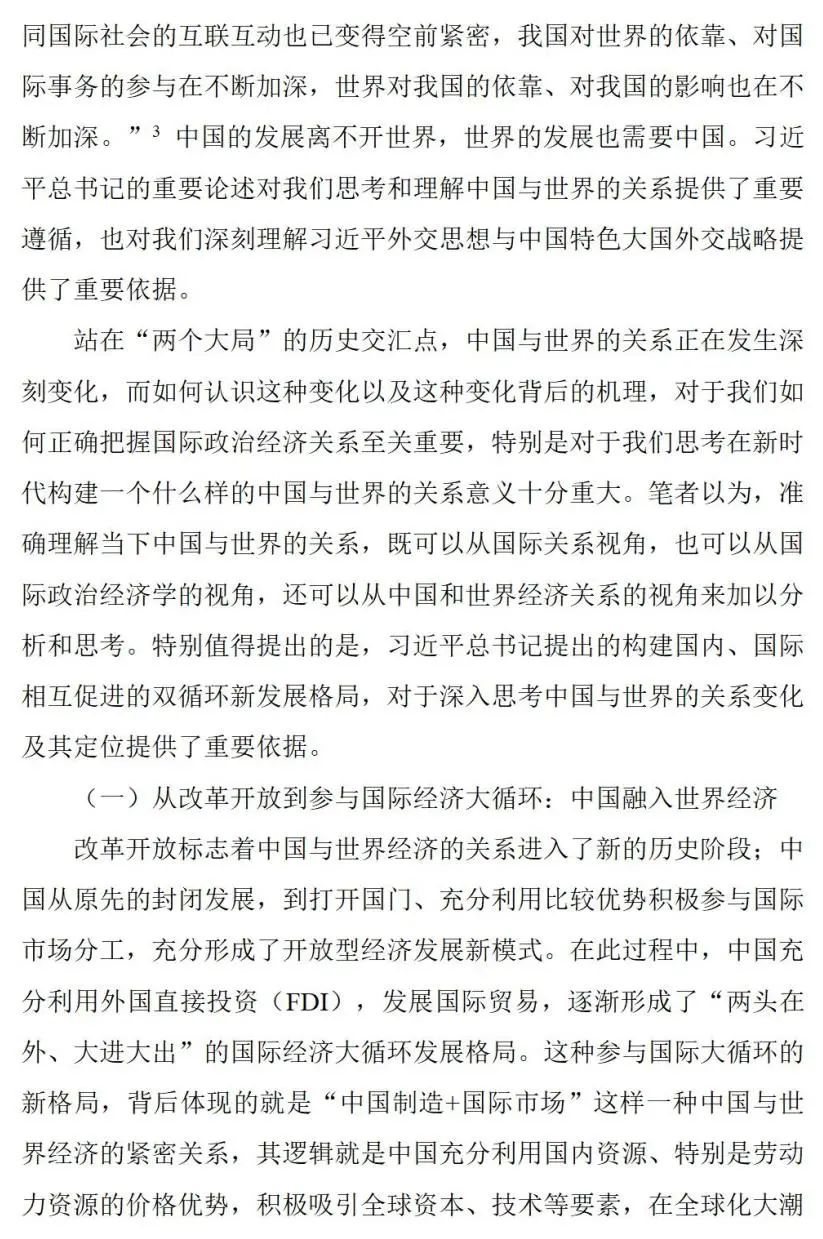 同国际社会的互联互动也已变得空前紧密，我国对世界的依靠、对国
际事务的参与在不断加深，世界对我国的依靠、对我国的影响也在不
断加深。”3 中国的发展离不开世界，世界的发展也需要中国。习近
平总书记的重要论述对我们思考和理解中国与世界的关系提供了重要
遵循，也对我们深刻理解习近平外交思想与中国特色大国外交战略提
供了重要依据。
站在“两个大局”的历史交汇点，中国与世界的关系正在发生深
刻变化，而如何认识这种变化以及这种变化背后的机理，对于我们如
何正确把握国际政治经济关系至关重要，特别是对于我们思考在新时
代构建一个什么样的中国与世界的关系意义十分重大。笔者以为，准
确理解当下中国与世界的关系，既可以从国际关系视角，也可以从国
际政治经济学的视角，还可以从中国和世界经济关系的视角来加以分
析和思考。特别值得提出的是，习近平总书记提出的构建国内、国际
相互促进的双循环新发展格局，对于深入思考中国与世界的关系变化
及其定位提供了重要依据。
（一）从改革开放到参与国际经济大循环：中国融入世界经济
改革开放标志着中国与世界经济的关系进入了新的历史阶段；中
国从原先的封闭发展，到打开国门、充分利用比较优势积极参与国际
市场分工，充分形成了开放型经济发展新模式。在此过程中，中国充
分利用外国直接投资（FDI），发展国际贸易，逐渐形成了“两头在
外、大进大出”的国际经济大循环发展格局。这种参与国际大循环的
新格局，背后体现的就是“中国制造+国际市场”这样一种中国与世
界经济的紧密关系，其逻辑就是中国充分利用国内资源、特别是劳动
力资源的价格优势，积极吸引全球资本、技术等要素，在全球化大潮